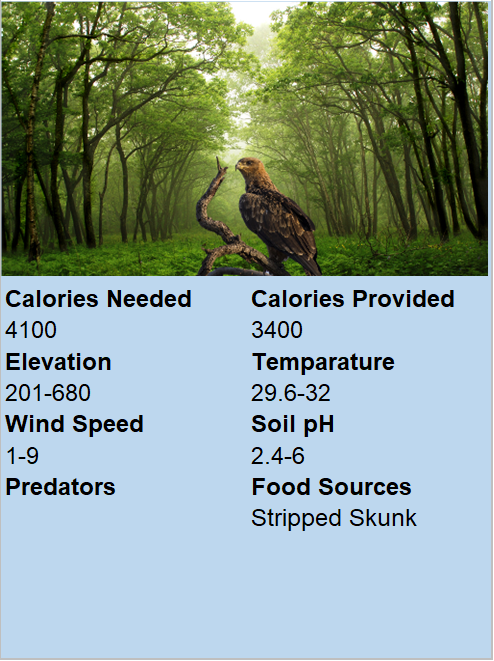 Calories Needed
4100
Elevation
201-680
Wind Speed
1-9
Predators
Calories Provided
3400
Temparature
29.6-32
Soil pH
2.4-6
Food Sources
Stripped Skunk